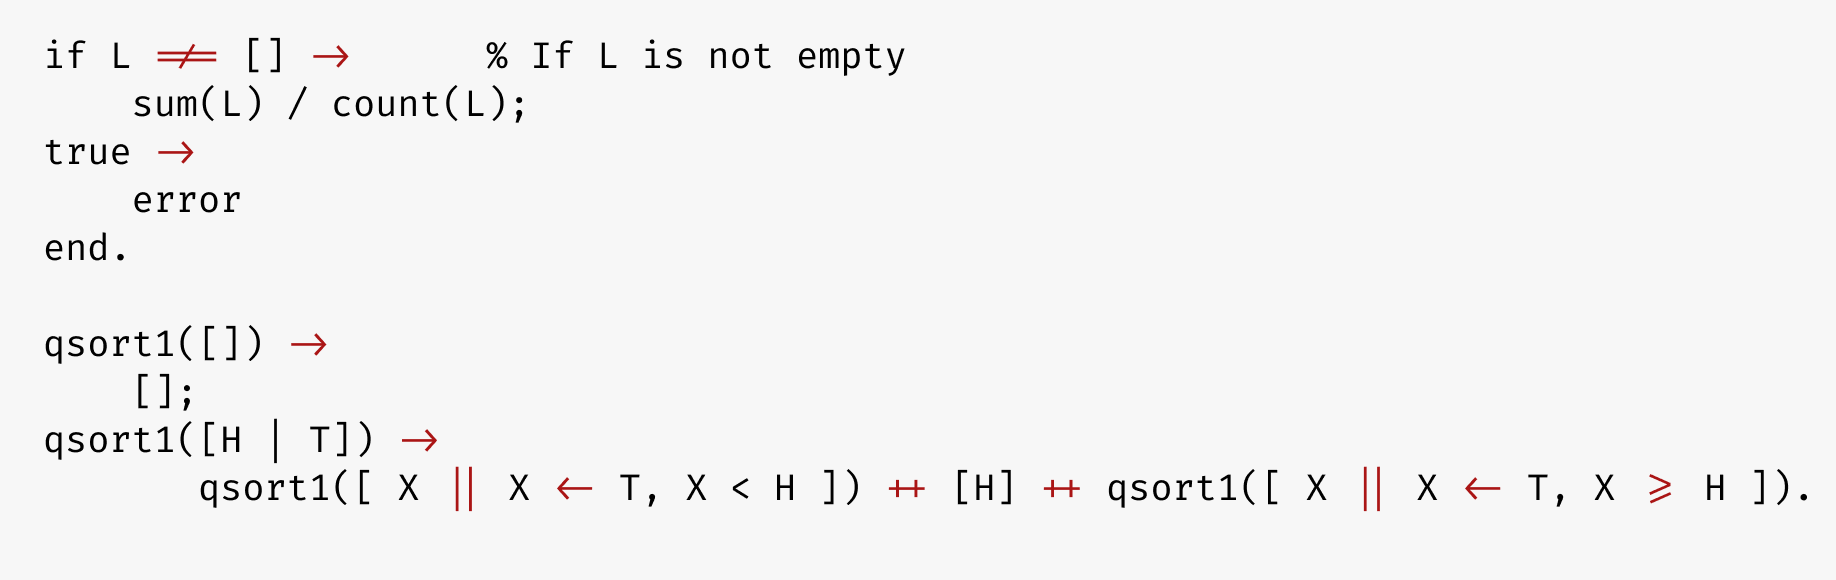 if L =/= [] ->      % If L is not empty
    sum(L) / count(L);
true ->
    error
end.

qsort1([]) ->
    [];
qsort1([H | T]) ->
       qsort1([ X || X <- T, X < H ]) ++ [H] ++ qsort1([ X || X <- T, X >= H ]).